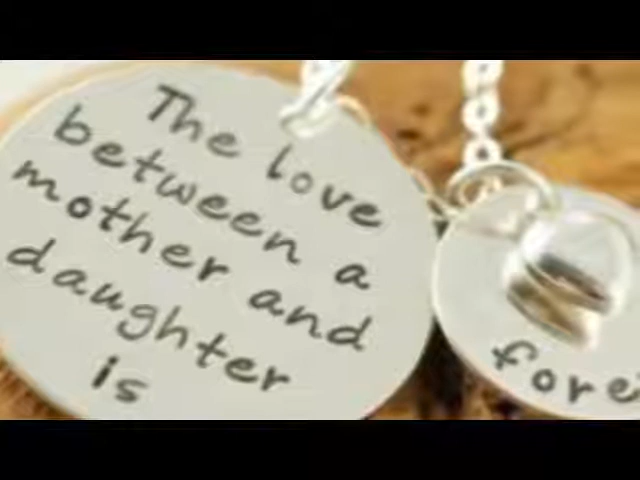 The love
between a
mother and
daughter
is
fore